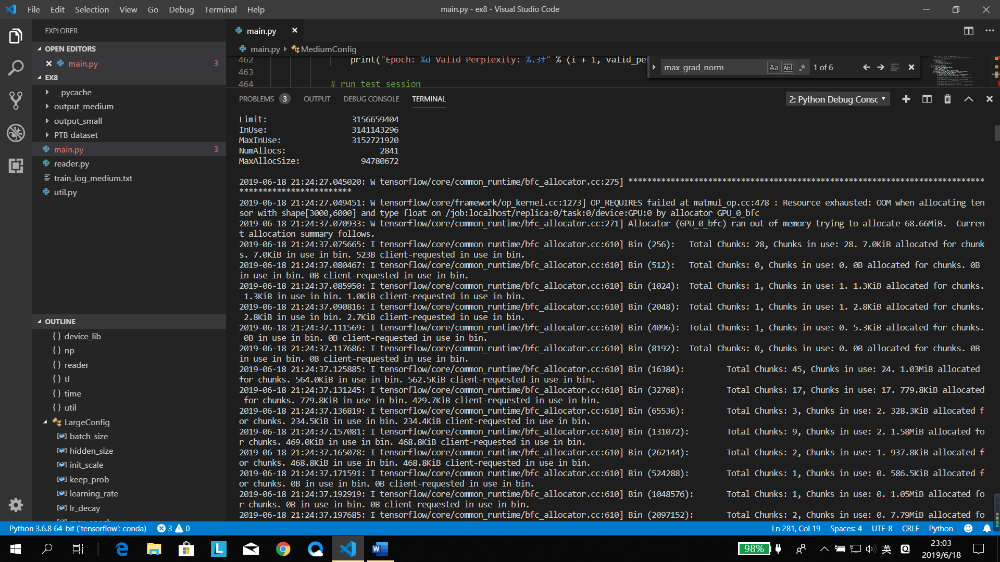 File Edit Selection View Go Debug Terminal Help
main.py - ex8 - Visual Studio Code
EXPLORER
OPEN EDITORS
main.py 3
EX8
__pycache__
output_medium
output_small
PTB dataset
main.py 3
reader.py
train_log_medium.txt
util.py
OUTLINE
{} device_lib
{} np
{} reader
{} tf
{} time
{} util
LargeConfig
batch_size
hidden_size
init_scale
keep_prob
learning_rate
lr_decay
main.py
main.py MediumConfig
462 print("Epoch: %d Valid Perplexity: %.3f" % (i + 1, valid_per
463
464 # run test session
max_grad_norm Aa Abl .* 1 of 6
PROBLEMS 3 OUTPUT DEBUG CONSOLE TERMINAL
2: Python Debug Consc
Limit: 3156659404
InUse: 3141143296
MaxInUse: 3152721920
NumAllocs: 2841
MaxAllocSize: 94780672
2019-06-18 21:24:27.045020: W tensorflow/core/common_runtime/bfc_allocator.cc:275] ****************************************************************************
************************
2019-06-18 21:24:27.049451: W tensorflow/core/framework/op_kernel.cc:1273] OP_REQUIRES failed at matmul_op.cc:478 : Resource exhausted: OOM when allocating ten
sor with shape[3000,6000] and type float on /job:localhost/replica:0/task:0/device:GPU:0 by allocator GPU_0_bfc
2019-06-18 21:24:37.070933: W tensorflow/core/common_runtime/bfc_allocator.cc:271] Allocator (GPU_0_bfc) ran out of memory trying to allocate 68.66MiB.  Curren
t allocation summary follows.
2019-06-18 21:24:37.075665: I tensorflow/core/common_runtime/bfc_allocator.cc:610] Bin (256):   Total Chunks: 28, Chunks in use: 28. 7.0KiB allocated for chunk
s. 7.0KiB in use in bin. 523B client-requested in use in bin.
2019-06-18 21:24:37.080467: I tensorflow/core/common_runtime/bfc_allocator.cc:610] Bin (512):   Total Chunks: 0, Chunks in use: 0. 0B allocated for chunks. 0B
in use in bin. 0B client-requested in use in bin.
2019-06-18 21:24:37.085950: I tensorflow/core/common_runtime/bfc_allocator.cc:610] Bin (1024):  Total Chunks: 1, Chunks in use: 1. 1.3KiB allocated for chunks.
1.3KiB in use in bin. 1.0KiB client-requested in use in bin.
2019-06-18 21:24:37.090816: I tensorflow/core/common_runtime/bfc_allocator.cc:610] Bin (2048):  Total Chunks: 1, Chunks in use: 1. 2.8KiB allocated for chunks.
2.8KiB in use in bin. 2.7KiB client-requested in use in bin.
2019-06-18 21:24:37.111569: I tensorflow/core/common_runtime/bfc_allocator.cc:610] Bin (4096):  Total Chunks: 1, Chunks in use: 0. 5.3KiB allocated for chunks.
0B in use in bin. 0B client-requested in use in bin.
2019-06-18 21:24:37.117686: I tensorflow/core/common_runtime/bfc_allocator.cc:610] Bin (8192):  Total Chunks: 0, Chunks in use: 0. 0B allocated for chunks. 0B
in use in bin. 0B client-requested in use in bin.
2019-06-18 21:24:37.125885: I tensorflow/core/common_runtime/bfc_allocator.cc:610] Bin (16384):         Total Chunks: 45, Chunks in use: 24. 1.03MiB allocated
for chunks. 564.0KiB in use in bin. 562.5KiB client-requested in use in bin.
2019-06-18 21:24:37.131245: I tensorflow/core/common_runtime/bfc_allocator.cc:610] Bin (32768):         Total Chunks: 17, Chunks in use: 17. 779.8KiB allocated
for chunks. 779.8KiB in use in bin. 429.7KiB client-requested in use in bin.
2019-06-18 21:24:37.136819: I tensorflow/core/common_runtime/bfc_allocator.cc:610] Bin (65536):         Total Chunks: 3, Chunks in use: 2. 328.3KiB allocated f
or chunks. 234.5KiB in use in bin. 234.4KiB client-requested in use in bin.
2019-06-18 21:24:37.157081: I tensorflow/core/common_runtime/bfc_allocator.cc:610] Bin (131072):        Total Chunks: 9, Chunks in use: 2. 1.58MiB allocated fo
r chunks. 469.0KiB in use in bin. 468.8KiB client-requested in use in bin.
2019-06-18 21:24:37.165078: I tensorflow/core/common_runtime/bfc_allocator.cc:610] Bin (262144):        Total Chunks: 2, Chunks in use: 1. 937.8KiB allocated f
or chunks. 468.8KiB in use in bin. 468.8KiB client-requested in use in bin.
2019-06-18 21:24:37.171591: I tensorflow/core/common_runtime/bfc_allocator.cc:610] Bin (524288):        Total Chunks: 1, Chunks in use: 0. 586.5KiB allocated f
or chunks. 0B in use in bin. 0B client-requested in use in bin.
2019-06-18 21:24:37.192919: I tensorflow/core/common_runtime/bfc_allocator.cc:610] Bin (1048576):       Total Chunks: 1, Chunks in use: 0. 1.05MiB allocated fo
r chunks. 0B in use in bin. 0B client-requested in use in bin.
2019-06-18 21:24:37.197685: I tensorflow/core/common_runtime/bfc_allocator.cc:610] Bin (2097152):       Total Chunks: 2, Chunks in use: 0. 7.79MiB allocated fo
Python 3.6.8 64-bit ('tensorflow': conda) 3 0
Ln 281, Col 19 Spaces: 4 UTF-8 CRLF Python
98% 英 23:03
2019/6/18